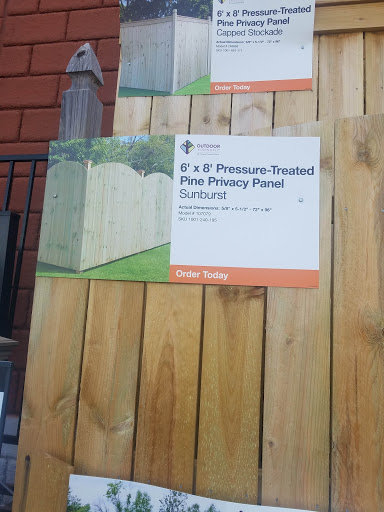 6' x 8' Pressure-Treated
Pine Privacy Panel
Capped Stockade
Order Today
OUTDOOR
6' x 8' Pressure-Treated
Pine Privacy Panel
Sunburst
Actual Dimensions: 5/8" x 5-1/2" - 72" x 96"
Order Today